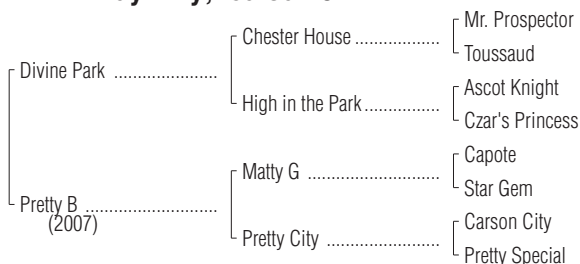 Mr. Prospector
Chester House ....................
Toussaud
Divine Park ......................
Ascot Knight
High in the Park .................
Czar's Princess
Capote
Matty G ..........................
Star Gem
Pretty B .........................
(2007)
Carson City
Pretty City ......................
Pretty Special